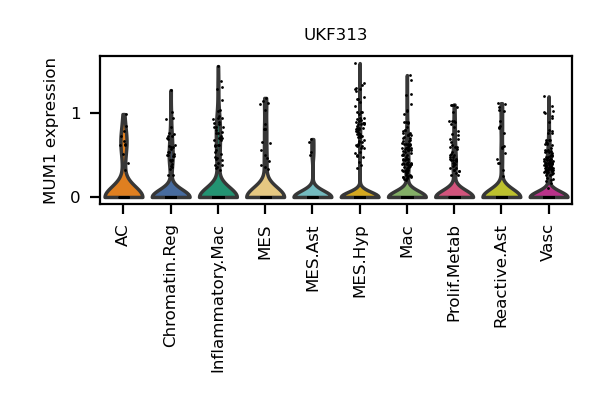 UKF313
MUM1 expression
1
0
AC
Chromatin.Reg
Inflammatory.Mac
MES
MES.Ast
MES.Hyp
Mac
Prolif.Metab
Reactive.Ast
Vasc